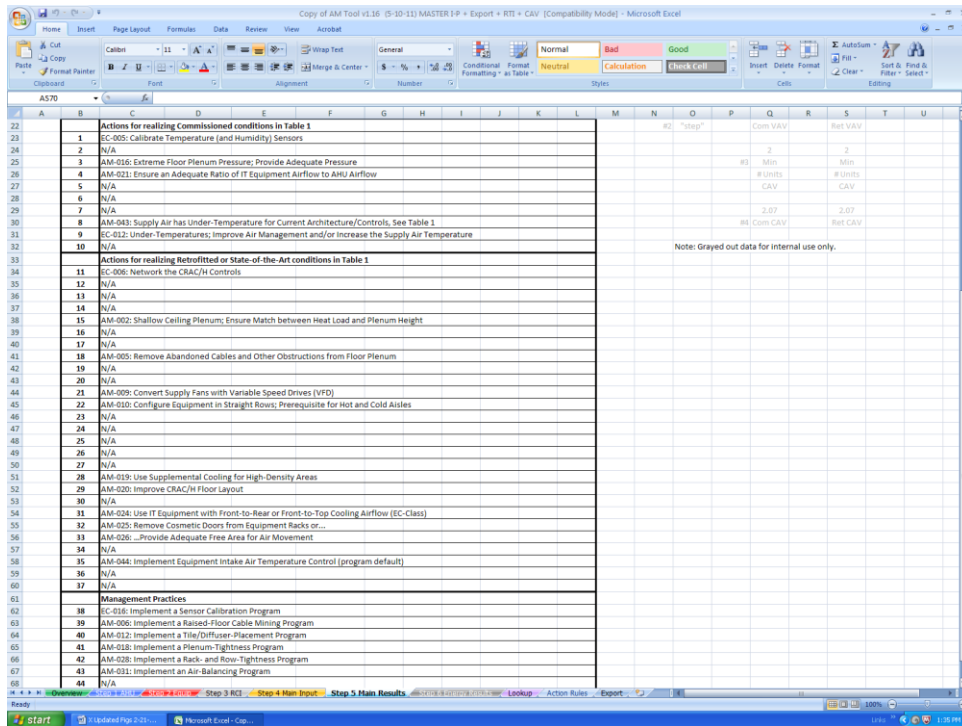 Copy of AM Tool v1.16 (5-10-11) MASTER I-P + Export + RTI + CAV [Compatibility Mode] - Microsoft Excel
Home Insert Page Layout Formulas Data Review View Acrobat
Cut
Copy
Format Painter
Paste
Calibri 11
Wrap Text
Merge & Center
General
Conditional Formatting
Format as Table
Normal Bad Good
Neutral Calculation Check Cell
Insert Delete Format
AutoSum
Fill
Clear
Sort & Filter
Find & Select
Clipboard Font Alignment Number Styles Cells Editing
A570
A B C D E F G H I J K L M N O P Q R S T U
22 Actions for realizing Commissioned conditions in Table 1 #2 "step" Com VAV Ret VAV
23 1 EC-005: Calibrate Temperature (and Humidity) Sensors
24 2 N/A 2 2
25 3 AM-016: Extreme Floor Plenum Pressure; Provide Adequate Pressure #3 Min Min
26 4 AM-021: Ensure an Adequate Ratio of IT Equipment Airflow to AHU Airflow # Units # Units
27 5 N/A CAV CAV
28 6 N/A
29 7 N/A 2.07 2.07
30 8 AM-043: Supply Air has Under-Temperature for Current Architecture/Controls, See Table 1 #4 Com CAV Ret CAV
31 9 EC-012: Under-Temperatures; Improve Air Management and/or Increase the Supply Air Temperature
32 10 N/A Note: Grayed out data for internal use only.
33 Actions for realizing Retrofitted or State-of-the-Art conditions in Table 1
34 11 EC-006: Network the CRAC/H Controls
35 12 N/A
36 13 N/A
37 14 N/A
38 15 AM-002: Shallow Ceiling Plenum; Ensure Match between Heat Load and Plenum Height
39 16 N/A
40 17 N/A
41 18 AM-005: Remove Abandoned Cables and Other Obstructions from Floor Plenum
42 19 N/A
43 20 N/A
44 21 AM-009: Convert Supply Fans with Variable Speed Drives (VFD)
45 22 AM-010: Configure Equipment in Straight Rows; Prerequisite for Hot and Cold Aisles
46 23 N/A
47 24 N/A
48 25 N/A
49 26 N/A
50 27 N/A
51 28 AM-019: Use Supplemental Cooling for High-Density Areas
52 29 AM-020: Improve CRAC/H Floor Layout
53 30 N/A
54 31 AM-024: Use IT Equipment with Front-to-Rear or Front-to-Top Cooling Airflow (EC-Class)
55 32 AM-025: Remove Cosmetic Doors from Equipment Racks or...
56 33 AM-026: ...Provide Adequate Free Area for Air Movement
57 34 N/A
58 35 AM-044: Implement Equipment Intake Air Temperature Control (program default)
59 36 N/A
60 37 N/A
61 Management Practices
62 38 EC-016: Implement a Sensor Calibration Program
63 39 AM-006: Implement a Raised-Floor Cable Mining Program
64 40 AM-012: Implement a Tile/Diffuser-Placement Program
65 41 AM-018: Implement a Plenum-Tightness Program
66 42 AM-028: Implement a Rack- and Row-Tightness Program
67 43 AM-031: Implement an Air-Balancing Program
68 44 N/A
Overview Step 1 AHU Step 2 Equip Step 3 RCI Step 4 Main Input Step 5 Main Results Step 6 Energy Results Lookup Action Rules Export
Ready 100%
start X Updated Figs 2-21-... Microsoft Excel - Cop... Links 1:35 PM